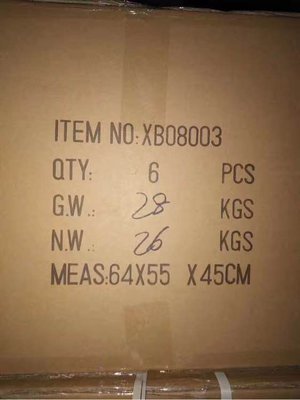 ITEM NO:XB08003
QTY: 6 PCS
G.W.: 28 KGS
N.W.: 26 KGS
MEAS:64X55 X45CM